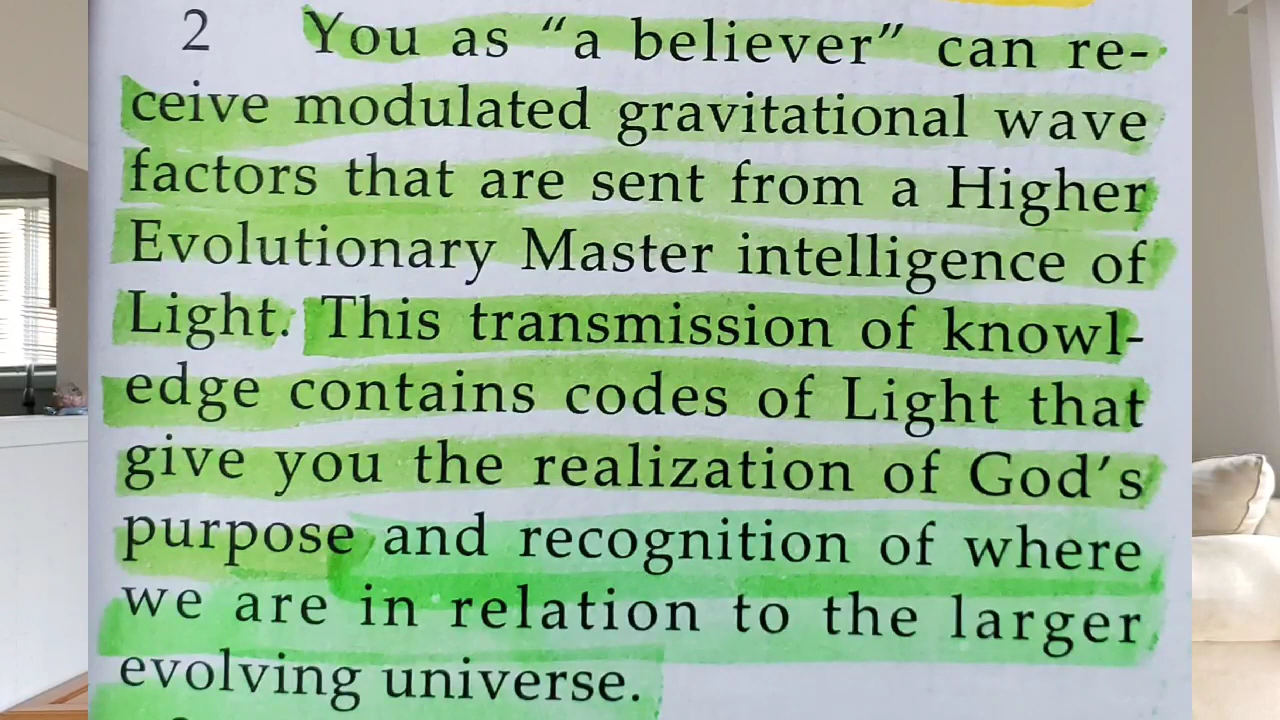 2 You as “a believer” can re-
ceive modulated gravitational wave
factors that are sent from a Higher
Evolutionary Master intelligence of
Light. This transmission of knowl-
edge contains codes of Light that
give you the realization of God’s
purpose and recognition of where
we are in relation to the larger
evolving universe.